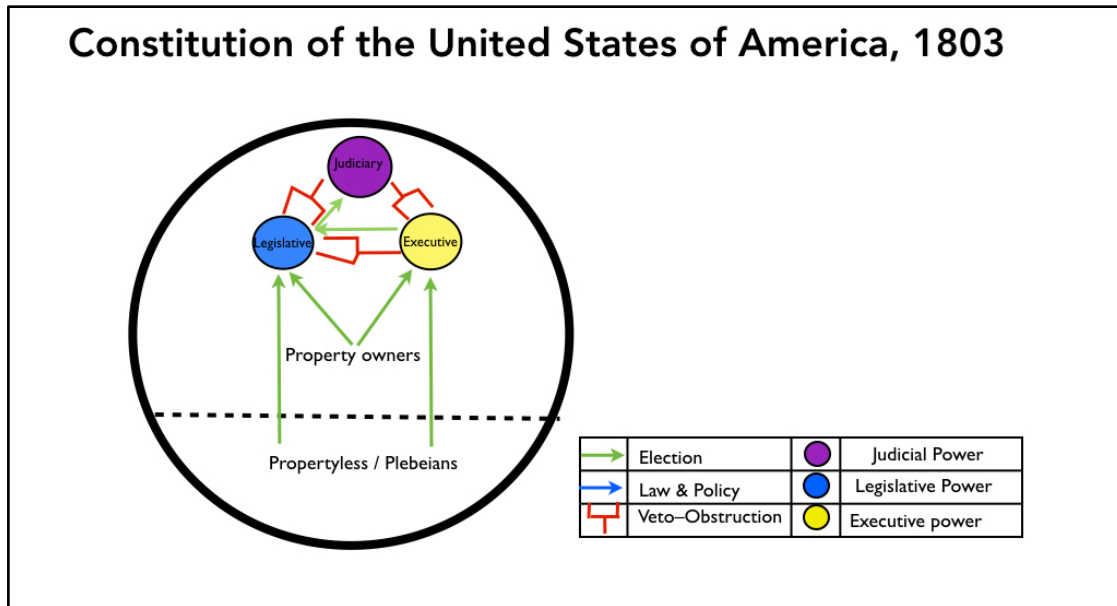 Constitution of the United States of America, 1803
Judiciary
Legislative
Executive
Property owners
Propertyless / Plebeians
Election
Judicial Power
Law & Policy
Legislative Power
Veto–Obstruction
Executive power